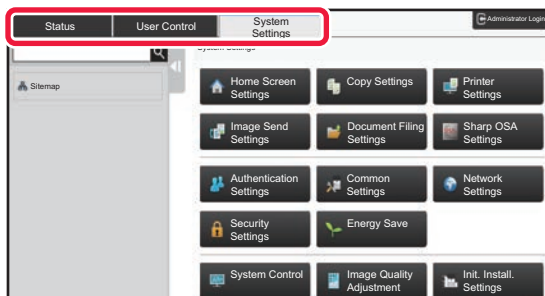 Status
User Control
System
Settings
Administrator Login
System Settings
Sitemap
Home Screen
Settings
Copy Settings
Printer
Settings
Image Send
Settings
Document Filing
Settings
Sharp OSA
Settings
Authentication
Settings
Common
Settings
Network
Settings
Security
Settings
Energy Save
System Control
Image Quality
Adjustment
Init. Install.
Settings